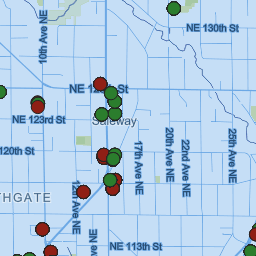 NE 130th St
10th Ave NE
NE 12
St
NE 123rd St
Safeway
120th St
17th Ave NE
20th Ave NE
22nd Ave NE
25th Ave NE
THGATE
12th Ave NE
Ave NE
NE 113th St